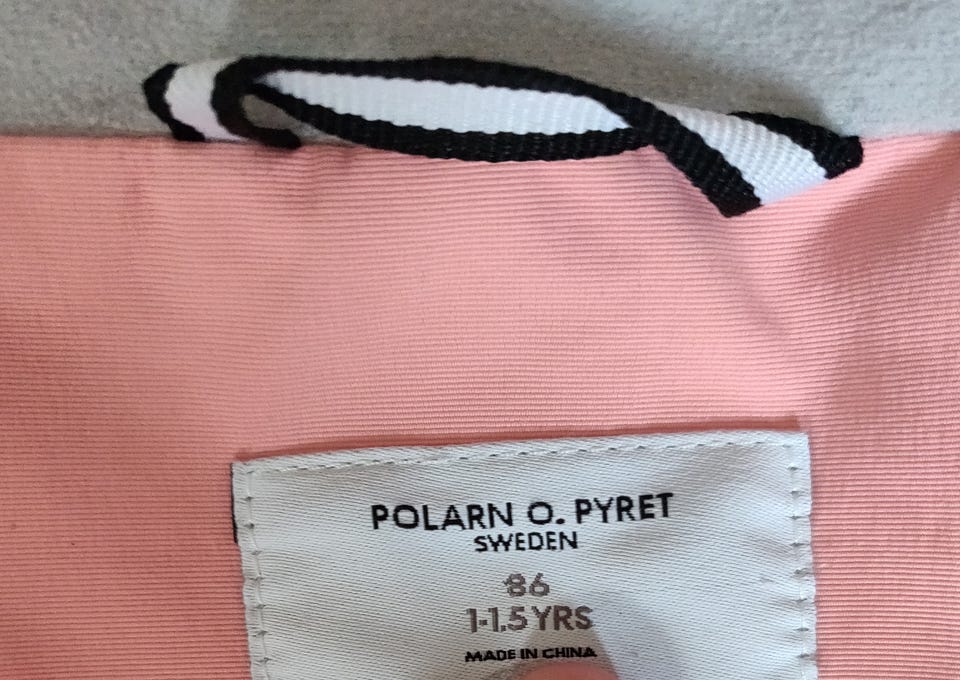 POLARN O. PYRET
SWEDEN
86
1-1.5 YRS
MADE IN CHINA